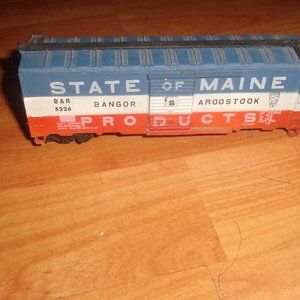 STATE OF MAINE
BAR
5226
BANGOR & AROOSTOOK
PRODUCTS